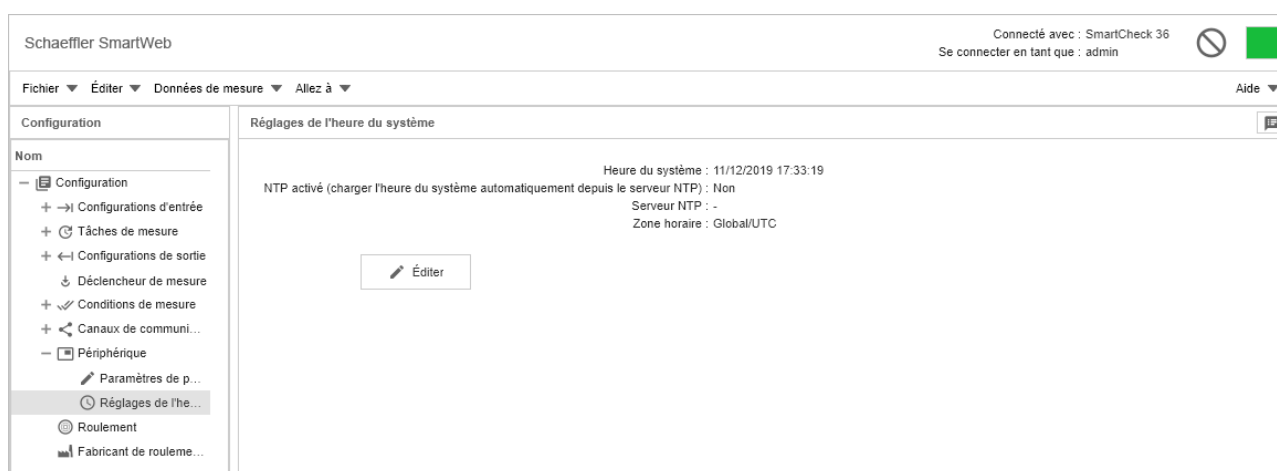 Schaeffler SmartWeb
Connecté avec : SmartCheck 36
Se connecter en tant que : admin
Fichier Éditer Données de mesure Allez à Aide
Configuration
Réglages de l'heure du système
Nom
Configuration
Configurations d'entrée
Tâches de mesure
Configurations de sortie
Déclencheur de mesure
Conditions de mesure
Canaux de communi...
Périphérique
Paramètres de p...
Réglages de l'he...
Roulement
Fabricant de rouleme...
Heure du système : 11/12/2019 17:33:19
NTP activé (charger l'heure du système automatiquement depuis le serveur NTP) : Non
Serveur NTP : -
Zone horaire : Global/UTC
Éditer